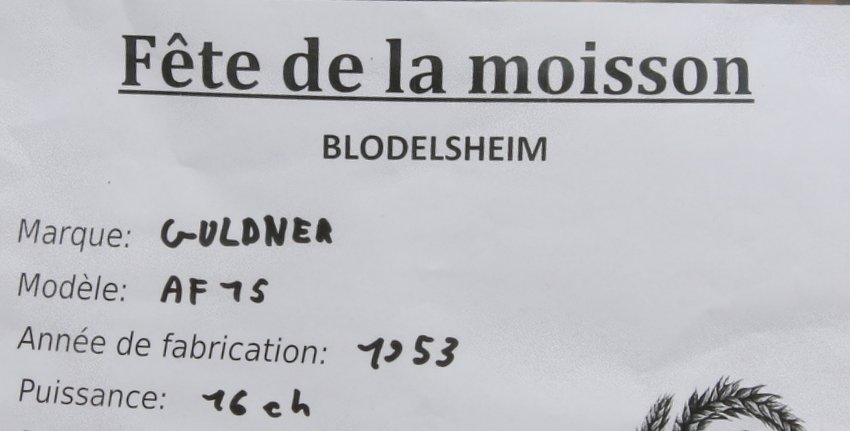 Fête de la moisson
BLODELSHEIM
Marque: GULDNER
Modèle: AF 15
Année de fabrication: 1953
Puissance: 16 ch